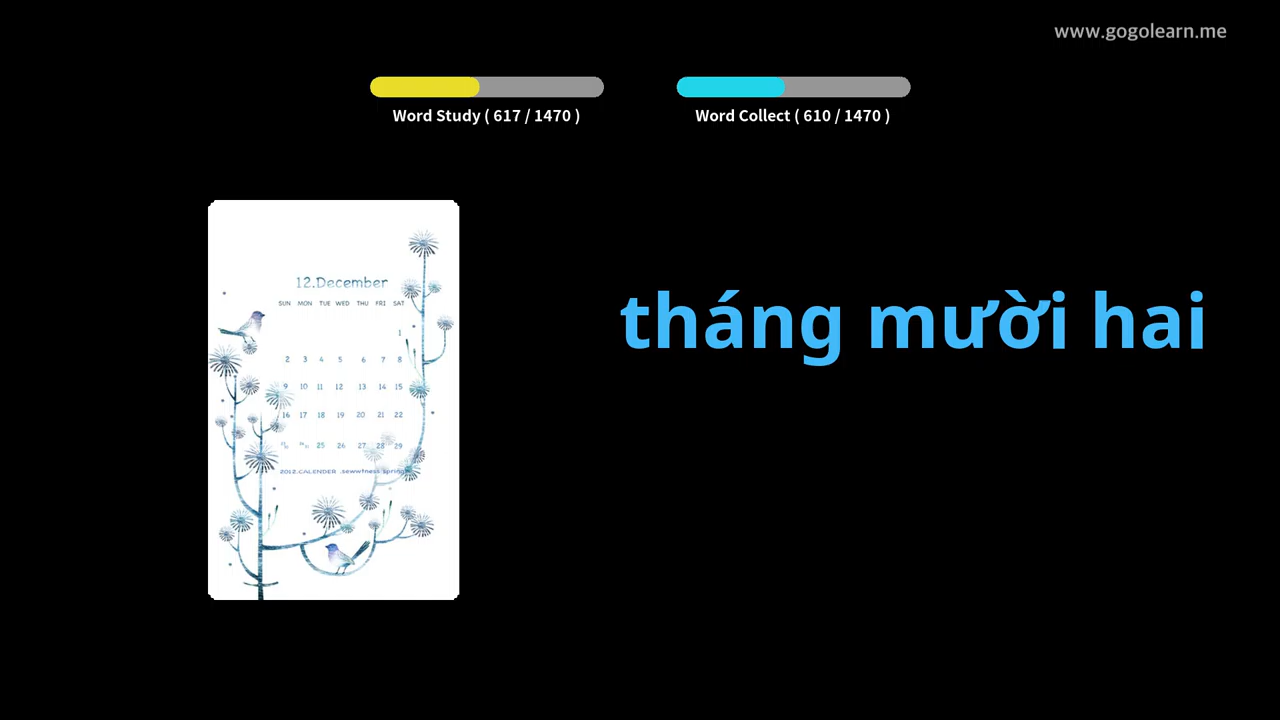 www.gogolearn.me
Word Study ( 617 / 1470 )
Word Collect ( 610 / 1470 )
tháng mười hai
12.December
SUN MON TUE WED THU FRI SAT
1
2 3 4 5 6 7 8
9 10 11 12 13 14 15
16 17 18 19 20 21 22
25 26 27 28 29
2012.CALENDER